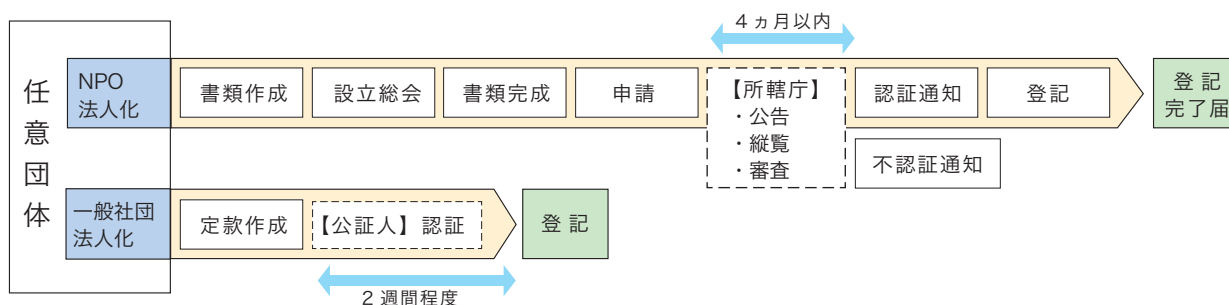 4ヵ月以内
任意団体
NPO
法人化
書類作成
設立総会
書類完成
申請
【所轄庁】
・公告
・縦覧
・審査
認証通知
登記
登記
完了届
不認証通知
一般社団
法人化
定款作成
【公証人】認証
登記
2週間程度